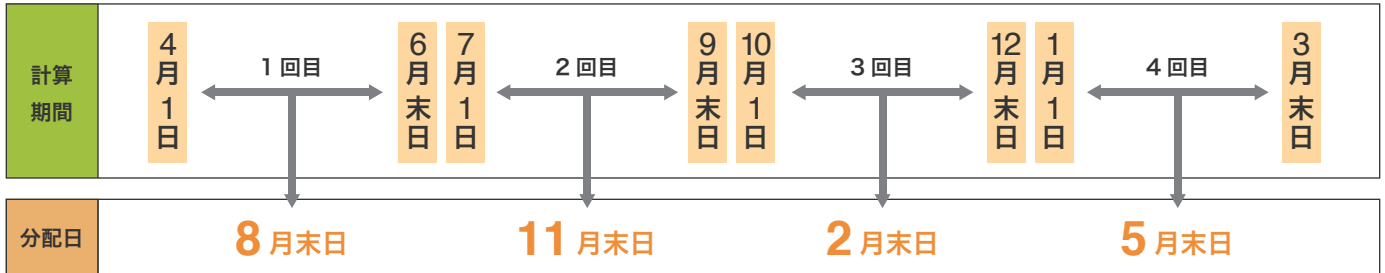 計算
期間
4月1日
1回目
6月末日
7月1日
2回目
9月末日
10月1日
3回目
12月末日
1月1日
4回目
3月末日
分配日
8月末日
11月末日
2月末日
5月末日